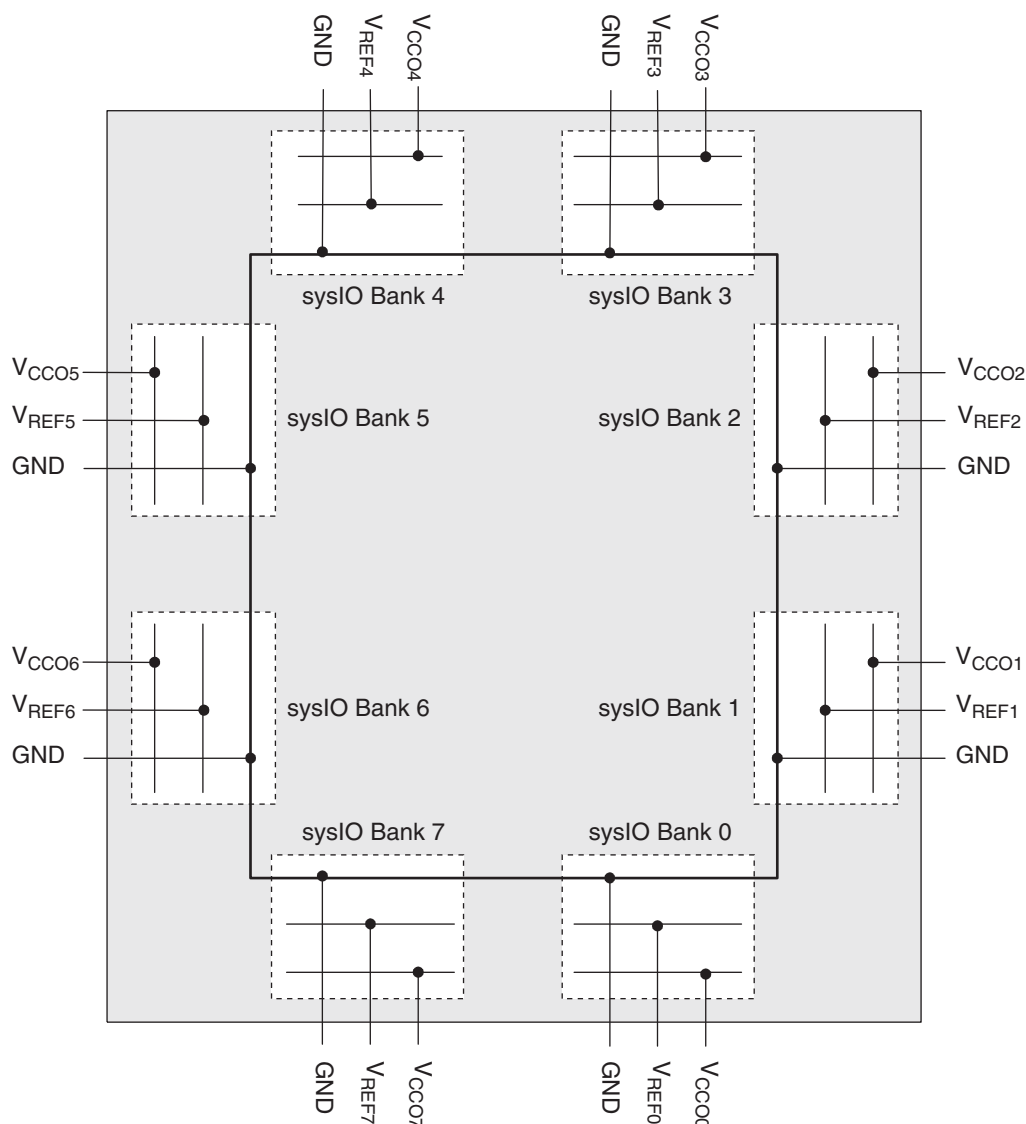 GND
VREF4
VCCO4
GND
VREF3
VCCO3
sysIO Bank 4
sysIO Bank 3
VCCO5
VREF5
GND
sysIO Bank 5
sysIO Bank 2
VCCO2
VREF2
GND
VCCO6
VREF6
GND
sysIO Bank 6
sysIO Bank 1
VCCO1
VREF1
GND
sysIO Bank 7
sysIO Bank 0
GND
VREF7
VCCO7
GND
VREF0
VCCO0